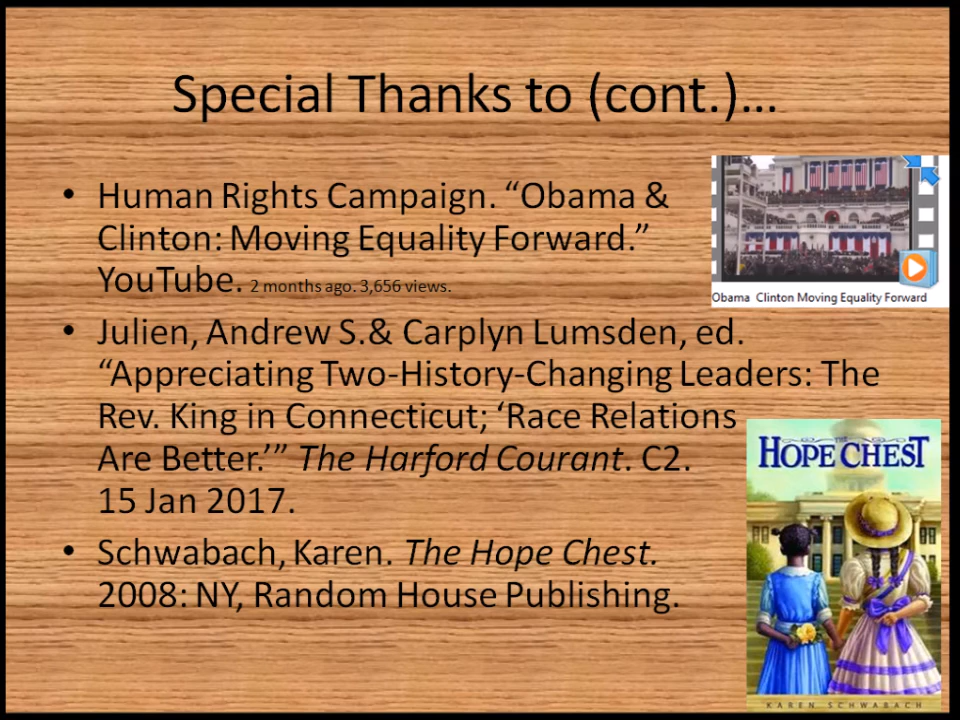 Special Thanks to (cont.)...
• Human Rights Campaign. “Obama &
Clinton: Moving Equality Forward.”
YouTube. 2 months ago. 3,656 views.
Obama Clinton Moving Equality Forward
• Julien, Andrew S.& Carplyn Lumsden, ed.
“Appreciating Two-History-Changing Leaders: The
Rev. King in Connecticut; ‘Race Relations
Are Better.’” The Harford Courant. C2.
15 Jan 2017.
• Schwabach, Karen. The Hope Chest.
2008: NY, Random House Publishing.
THE
HOPE CHEST
KAREN SCHWABACH